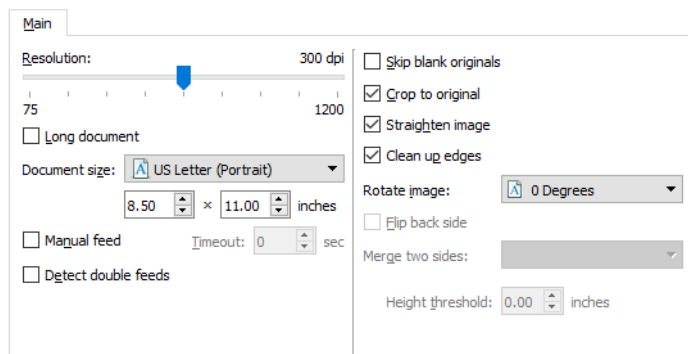 Main
Resolution: 300 dpi
75 1200
Long document
Document size: US Letter (Portrait)
8.50 × 11.00 inches
Manual feed Timeout: 0 sec
Detect double feeds
Skip blank originals
Crop to original
Straighten image
Clean up edges
Rotate image: 0 Degrees
Flip back side
Merge two sides:
Height threshold: 0.00 inches